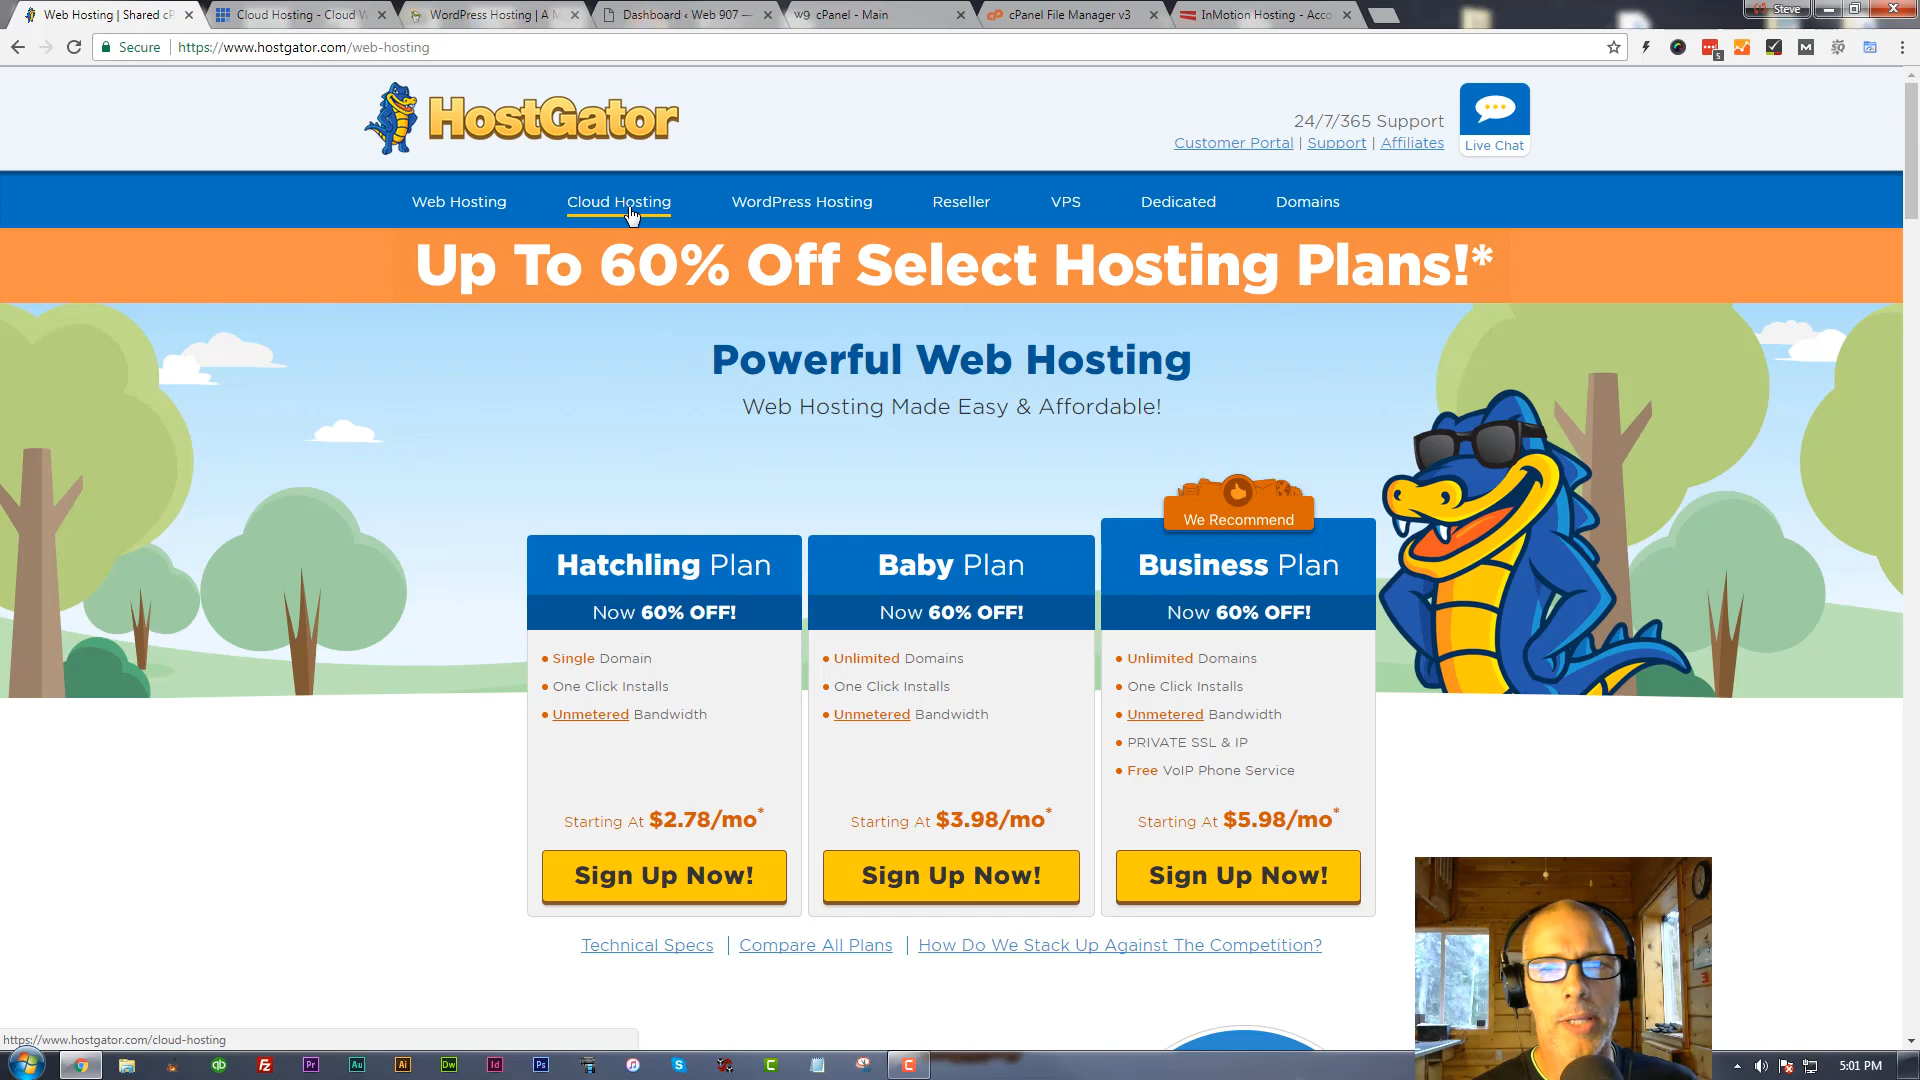 Web Hosting | Shared cP
Cloud Hosting - Cloud W
WordPress Hosting | A M
Dashboard ‹ Web 907 —
cPanel - Main
cPanel File Manager v3
InMotion Hosting - Acco
Steve
Secure
https://www.hostgator.com/web-hosting
HostGator
24/7/365 Support
Customer Portal | Support | Affiliates
Live Chat
Web Hosting
Cloud Hosting
WordPress Hosting
Reseller
VPS
Dedicated
Domains
Up To 60% Off Select Hosting Plans!*
Powerful Web Hosting
Web Hosting Made Easy & Affordable!
We Recommend
Hatchling Plan
Now 60% OFF!
• Single Domain
• One Click Installs
• Unmetered Bandwidth
Starting At $2.78/mo*
Sign Up Now!
Baby Plan
Now 60% OFF!
• Unlimited Domains
• One Click Installs
• Unmetered Bandwidth
Starting At $3.98/mo*
Sign Up Now!
Business Plan
Now 60% OFF!
• Unlimited Domains
• One Click Installs
• Unmetered Bandwidth
• PRIVATE SSL & IP
• Free VoIP Phone Service
Starting At $5.98/mo*
Sign Up Now!
Technical Specs | Compare All Plans | How Do We Stack Up Against The Competition?
https://www.hostgator.com/cloud-hosting
qb
Fz
Pr
Au
Ai
Dw
Id
Ps
5:01 PM